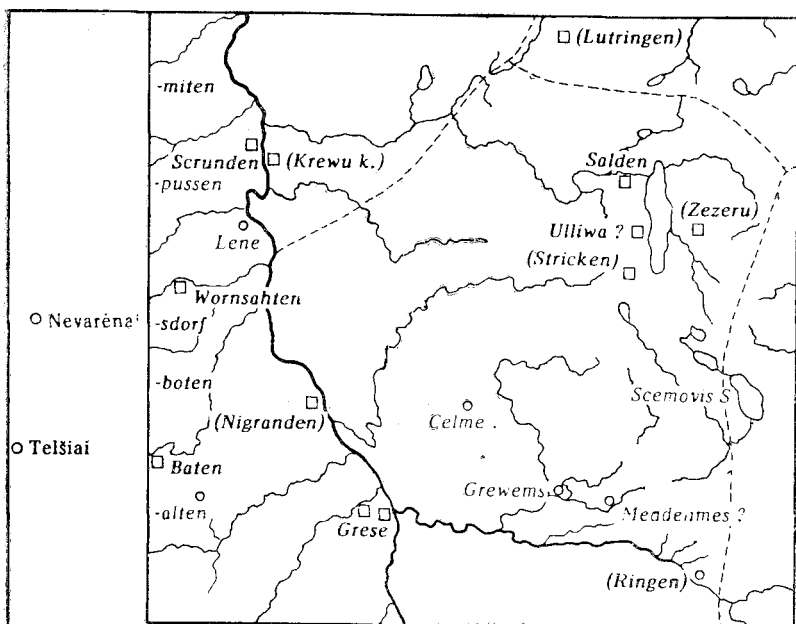 (Lutringen)
-miten
Scrunden
(Krewu k.)
Salden
-pussen
Lene
Ulliwa ?
(Zezeru)
(Stricken)
Wornsahten
Nevarėnai
-sdorf
-boten
(Nigranden)
Celme
Scemovis S
Telšiai
Baten
Grewems
-alten
Meadenmes ?
Grese
(Ringen)